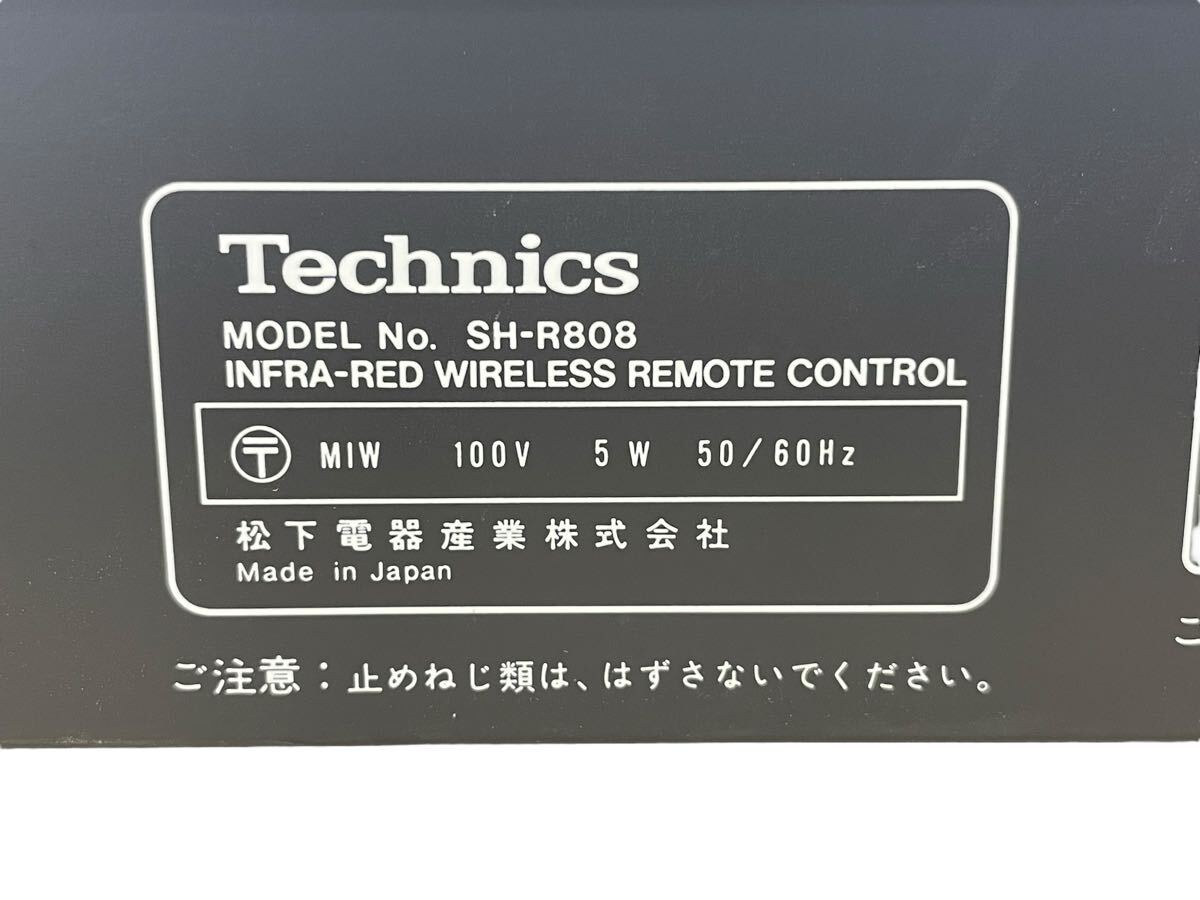 Technics
MODEL No. SH-R808
INFRA-RED WIRELESS REMOTE CONTROL
〒 MIW 100V 5W 50/60Hz
松下電器産業株式会社
Made in Japan
ご注意：止めねじ類は、はずさないでください。